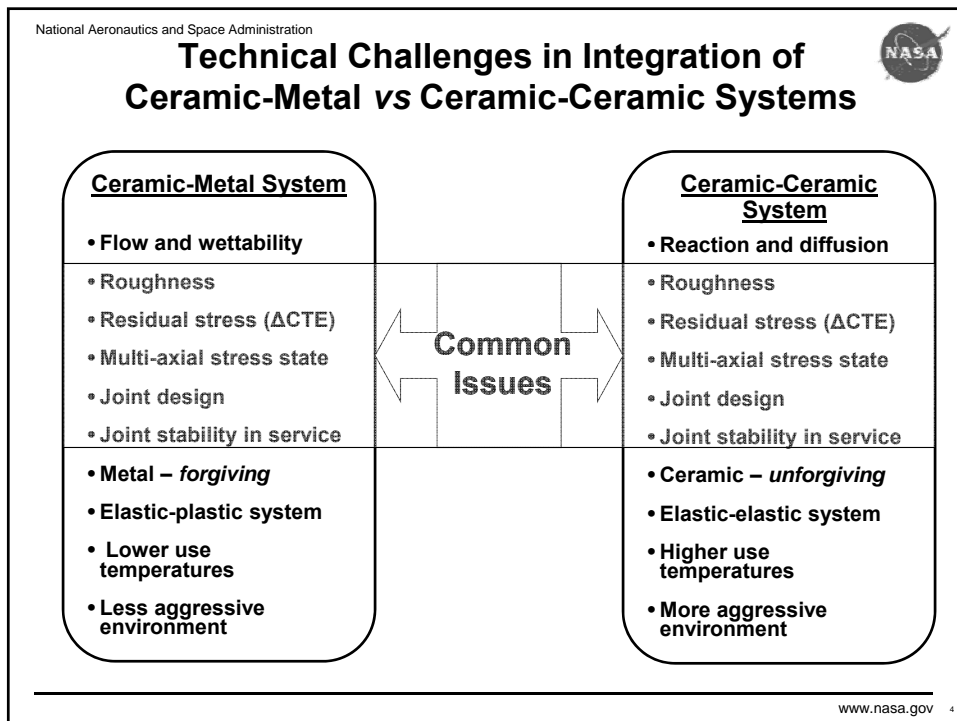 National Aeronautics and Space Administration
Technical Challenges in Integration of
Ceramic-Metal vs Ceramic-Ceramic Systems
NASA
Ceramic-Metal System
• Flow and wettability
• Roughness
• Residual stress (ΔCTE)
• Multi-axial stress state
• Joint design
• Joint stability in service
• Metal – forgiving
• Elastic-plastic system
• Lower use
temperatures
• Less aggressive
environment
Common
Issues
Ceramic-Ceramic
System
• Reaction and diffusion
• Roughness
• Residual stress (ΔCTE)
• Multi-axial stress state
• Joint design
• Joint stability in service
• Ceramic – unforgiving
• Elastic-elastic system
• Higher use
temperatures
• More aggressive
environment
www.nasa.gov 4